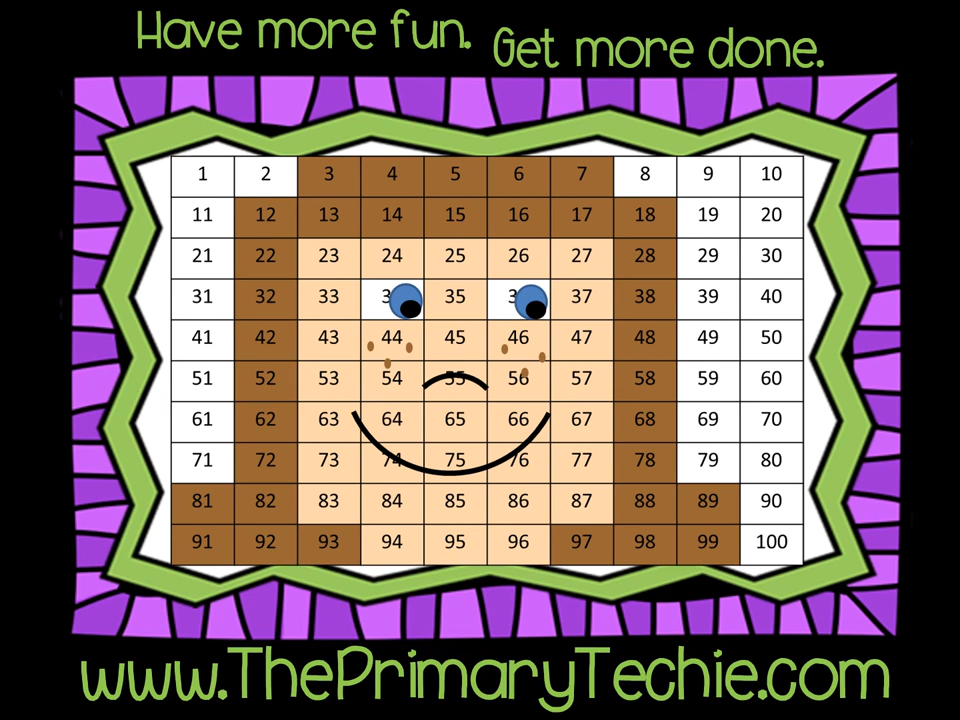 Have more fun. Get more done.
1 2 3 4 5 6 7 8 9 10
11 12 13 14 15 16 17 18 19 20
21 22 23 24 25 26 27 28 29 30
31 32 33 3 35 3 37 38 39 40
41 42 43 44 45 46 47 48 49 50
51 52 53 54 55 56 57 58 59 60
61 62 63 64 65 66 67 68 69 70
71 72 73 74 75 76 77 78 79 80
81 82 83 84 85 86 87 88 89 90
91 92 93 94 95 96 97 98 99 100
www.ThePrimaryTechie.com